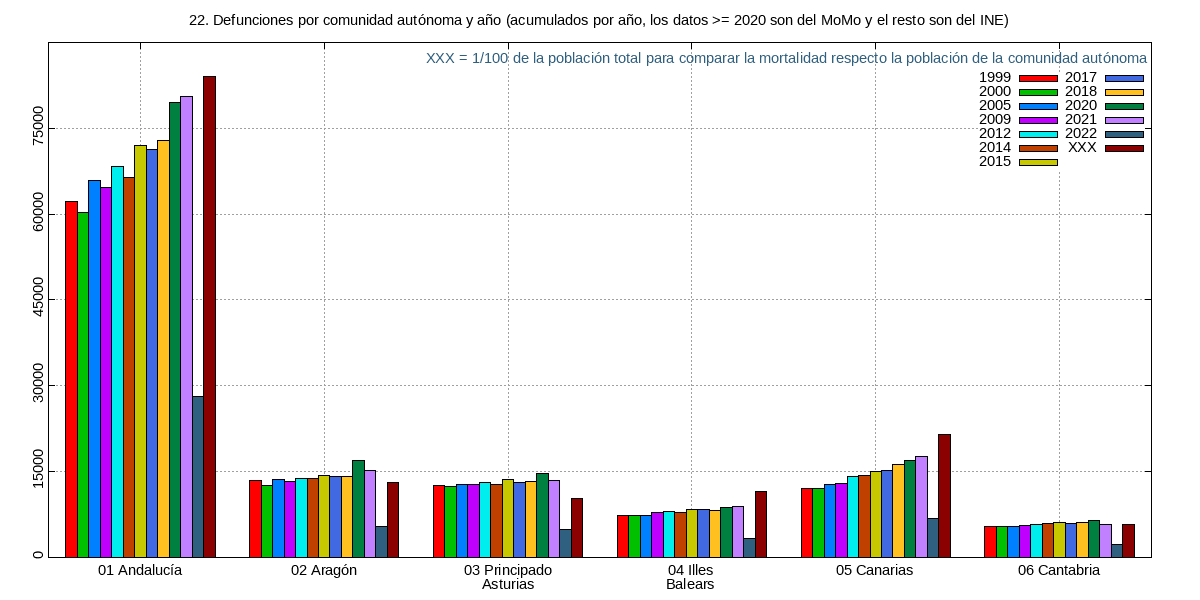 22. Defunciones por comunidad autónoma y año (acumulados por año, los datos >= 2020 son del MoMo y el resto son del INE)
XXX = 1/100 de la población total para comparar la mortalidad respecto la población de la comunidad autónoma
1999 2017
2000 2018
2005 2020
2009 2021
2012 2022
2014 XXX
2015
75000
60000
45000
30000
15000
0
01 Andalucía 02 Aragón 03 Principado 04 Illes 05 Canarias 06 Cantabria
Asturias Balears